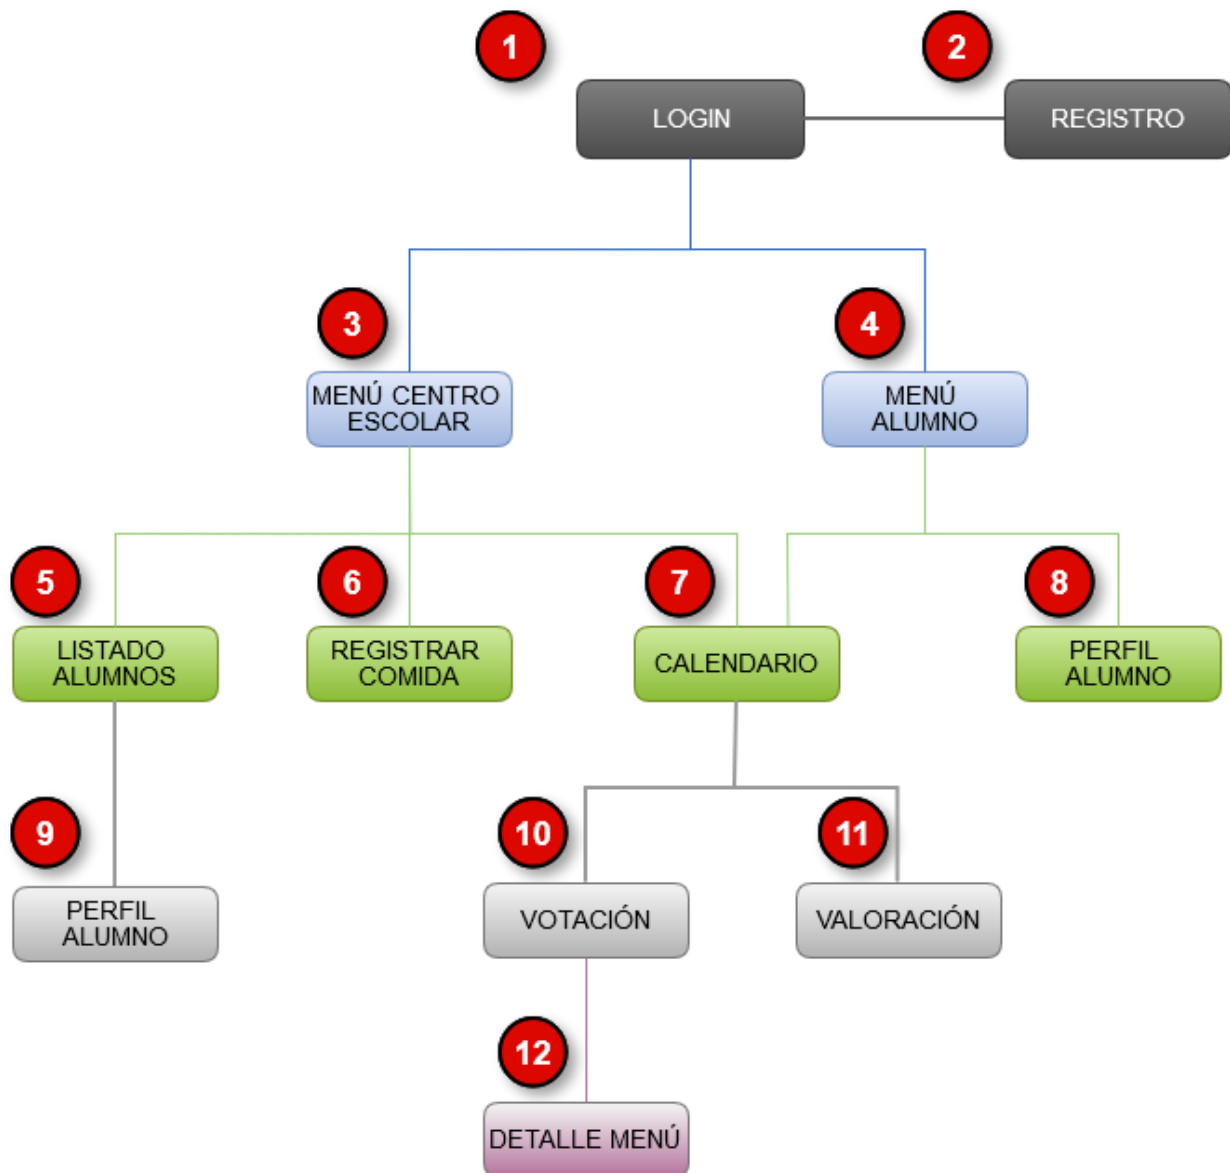 1
2
LOGIN
REGISTRO
3
4
MENÚ CENTRO
ESCOLAR
MENÚ
ALUMNO
5
6
7
8
LISTADO
ALUMNOS
REGISTRAR
COMIDA
CALENDARIO
PERFIL
ALUMNO
9
10
11
PERFIL
ALUMNO
VOTACIÓN
VALORACIÓN
12
DETALLE MENÚ